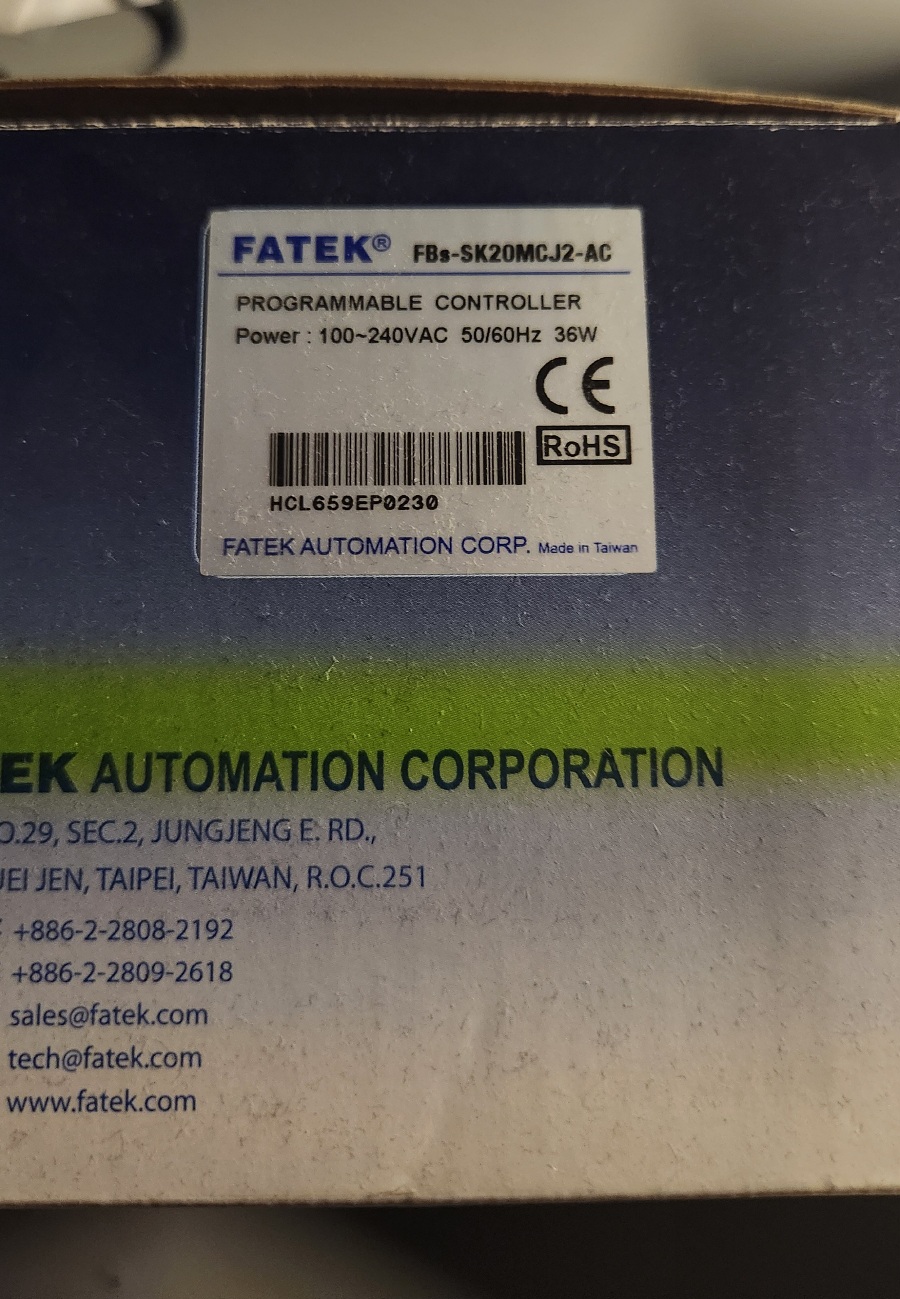 FATEK® FBs-SK20MCJ2-AC
PROGRAMMABLE CONTROLLER
Power : 100~240VAC 50/60Hz 36W
CE
RoHS
HCL659EP0230
FATEK AUTOMATION CORP. Made in Taiwan
EK AUTOMATION CORPORATION
O.29, SEC.2, JUNGJENG E. RD.,
UEI JEN, TAIPEI, TAIWAN, R.O.C.251
+886-2-2808-2192
+886-2-2809-2618
sales@fatek.com
tech@fatek.com
www.fatek.com